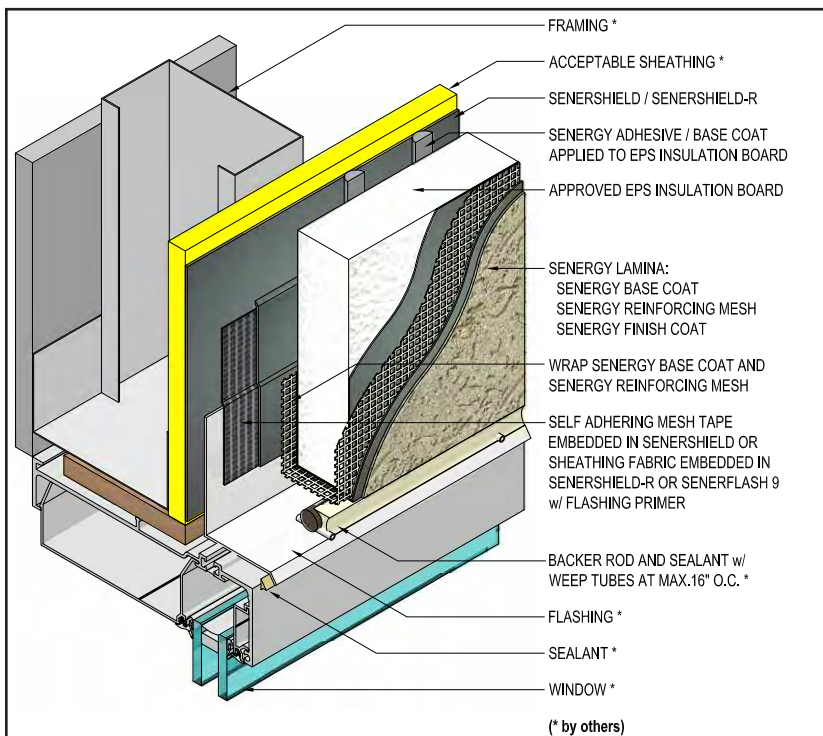 FRAMING *
ACCEPTABLE SHEATHING *
SENERSHIELD / SENERSHIELD-R
SENERGY ADHESIVE / BASE COAT
APPLIED TO EPS INSULATION BOARD
APPROVED EPS INSULATION BOARD
SENERGY LAMINA:
SENERGY BASE COAT
SENERGY REINFORCING MESH
SENERGY FINISH COAT
WRAP SENERGY BASE COAT AND
SENERGY REINFORCING MESH
SELF ADHERING MESH TAPE
EMBEDDED IN SENERSHIELD OR
SHEATHING FABRIC EMBEDDED IN
SENERSHIELD-R OR SENERFLASH 9
w/ FLASHING PRIMER
BACKER ROD AND SEALANT w/
WEEP TUBES AT MAX.16" O.C. *
FLASHING *
SEALANT *
WINDOW *
(* by others)